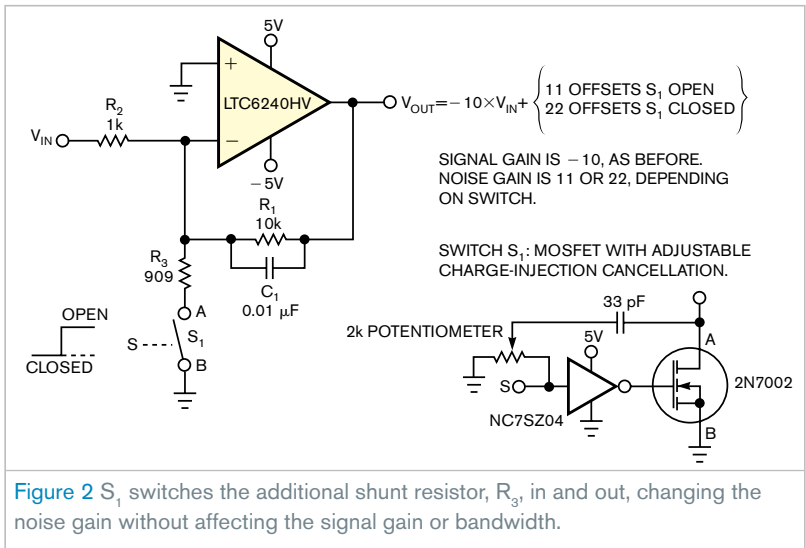 5V
+
LTC6240HV
−
−5V
R₂
1k
V_IN
V_OUT=−10×V_IN+
11 OFFSETS S₁ OPEN
22 OFFSETS S₁ CLOSED
SIGNAL GAIN IS −10, AS BEFORE.
NOISE GAIN IS 11 OR 22, DEPENDING
ON SWITCH.
R₁
10k
C₁
0.01 µF
R₃
909
A
S₁
B
OPEN
CLOSED
S
SWITCH S₁: MOSFET WITH ADJUSTABLE
CHARGE-INJECTION CANCELLATION.
33 pF
2k POTENTIOMETER
5V
A
S
2N7002
NC7SZ04
B
Figure 2 S₁ switches the additional shunt resistor, R₃, in and out, changing the
noise gain without affecting the signal gain or bandwidth.